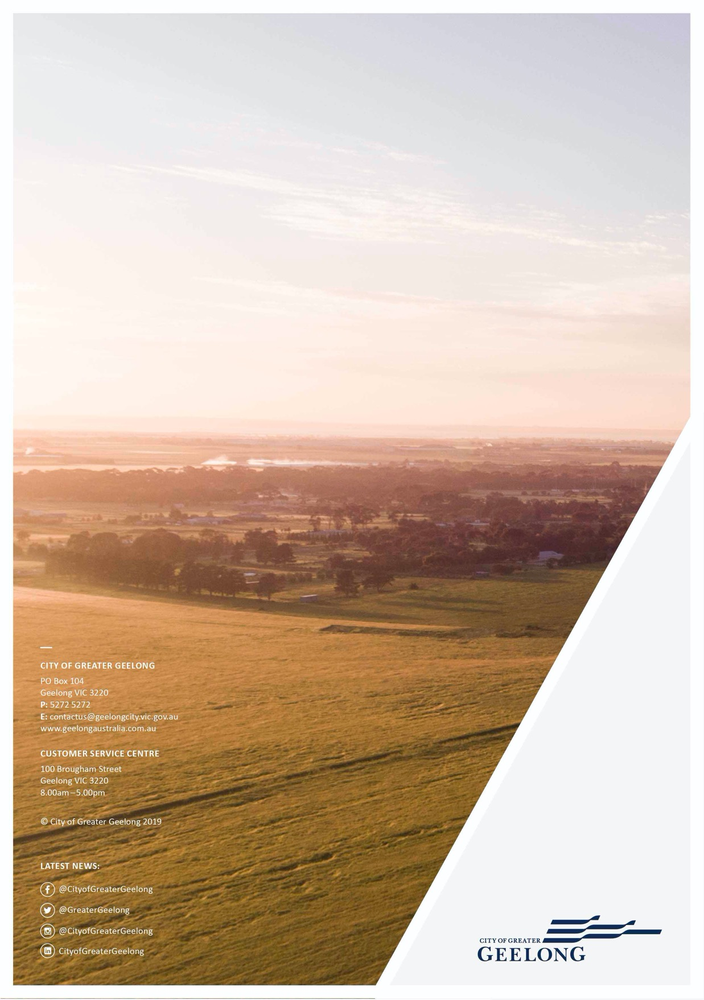 CITY OF GREATER GEELONG
PO Box 104
Geelong VIC 3220
P: 5272 5272
E: contactus@geelongcity.vic.gov.au
www.geelongaustralia.com.au
CUSTOMER SERVICE CENTRE
100 Brougham Street
Geelong VIC 3220
8.00am–5.00pm
© City of Greater Geelong 2019
LATEST NEWS:
@CityofGreaterGeelong
@GreaterGeelong
@CityofGreaterGeelong
CityofGreaterGeelong
CITY OF GREATER
GEELONG